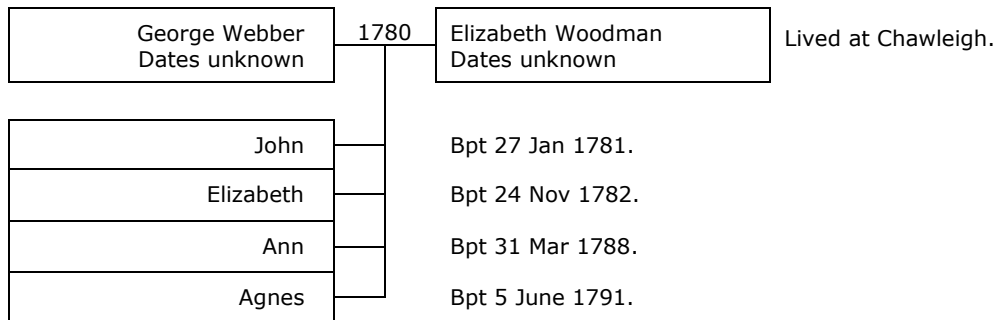 George Webber 1780 Elizabeth Woodman Lived at Chawleigh.
Dates unknown Dates unknown
John Bpt 27 Jan 1781.
Elizabeth Bpt 24 Nov 1782.
Ann Bpt 31 Mar 1788.
Agnes Bpt 5 June 1791.